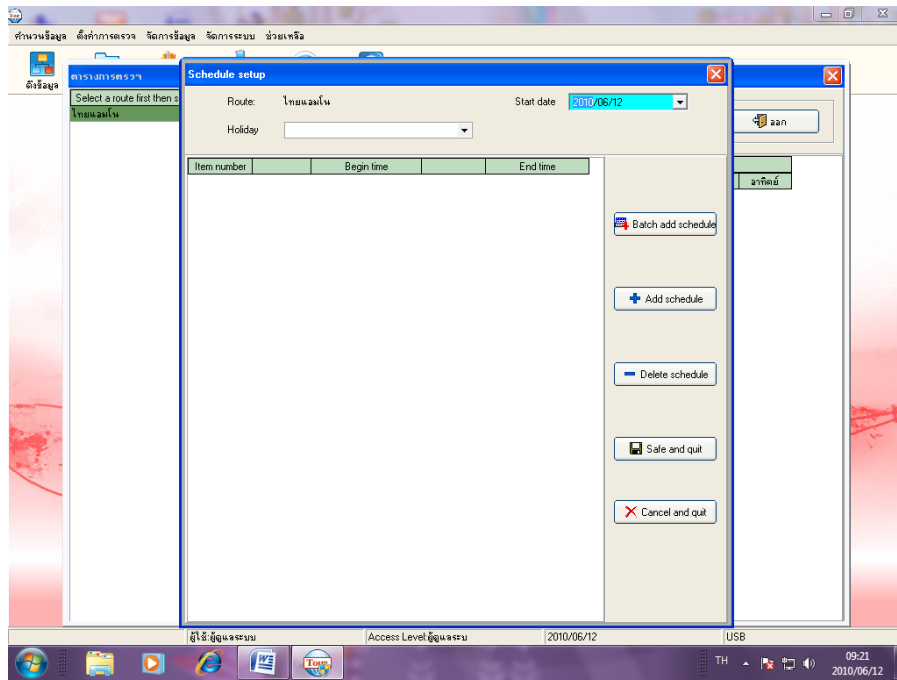 คำนวนข้อมูล ตั้งค่าการตรวจ จัดการข้อมูล จัดการระบบ ช่วยเหลือ
ดึงข้อมูล
ตารางการตรวจ
Select a route first then s
ไทยแอมโน
ออก
อาทิตย์
Schedule setup
Route: ไทยแอมโน Start date 2010/06/12
Holiday
Item number Begin time End time
Batch add schedule
Add schedule
Delete schedule
Safe and quit
Cancel and quit
ผู้ใช้:ผู้ดูแลระบบ Access Level:ผู้ดูแลระบ 2010/06/12 USB
Tour
TH 09:21
2010/06/12